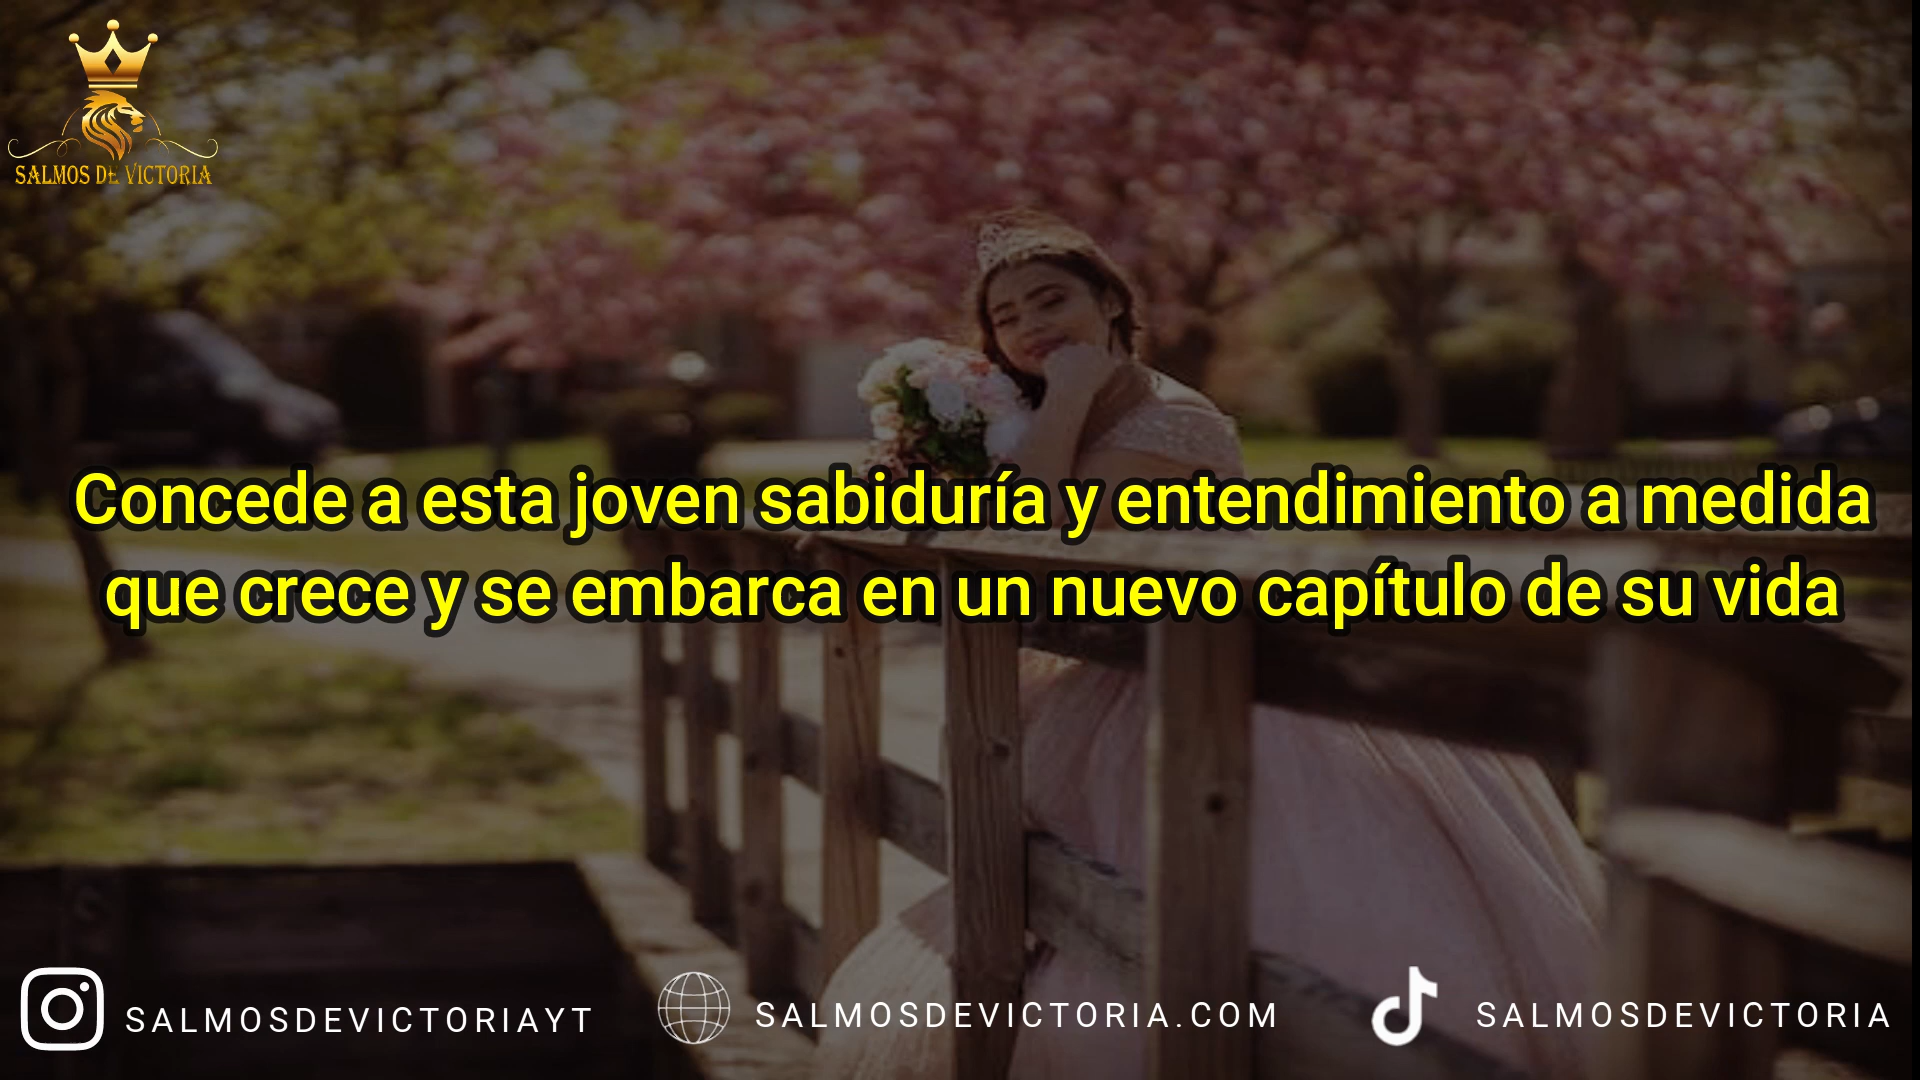 SALMOS DE VICTORIA
Concede a esta joven sabiduría y entendimiento a medida
que crece y se embarca en un nuevo capítulo de su vida
SALMOSDEVICTORIAYT
SALMOSDEVICTORIA.COM
SALMOSDEVICTORIA